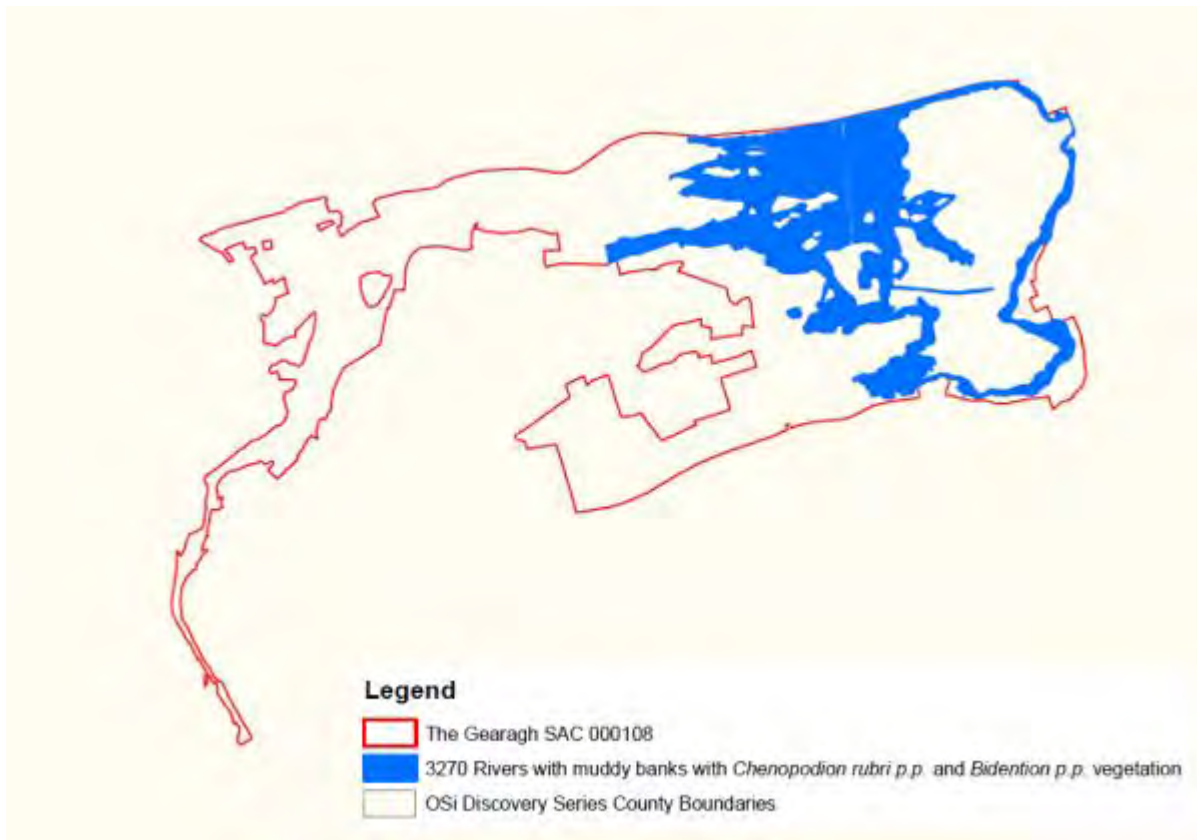 Legend
The Gearagh SAC 000108
3270 Rivers with muddy banks with Chenopodion rubri p.p. and Bidention p.p. vegetation
OSi Discovery Series County Boundaries